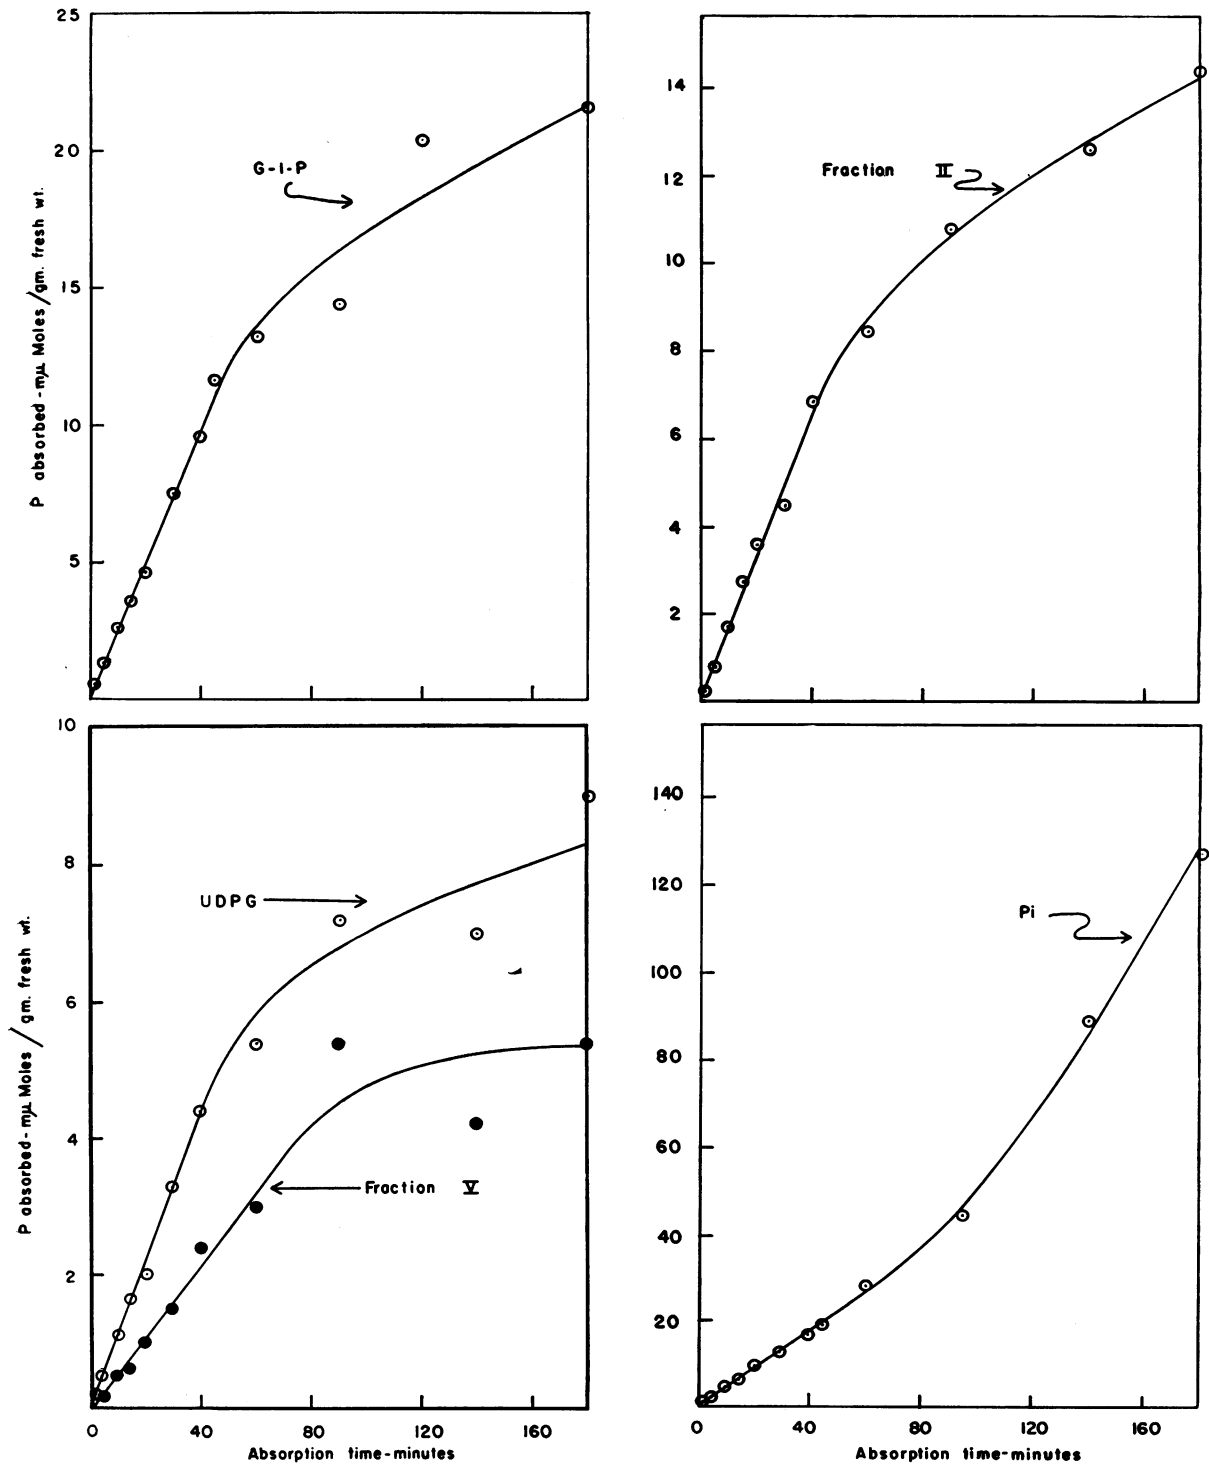 25
20
15
10
5
P absorbed - mμ Moles/gm. fresh wt.
G-I-P
14
12
10
8
6
4
2
Fraction II
10
8
6
4
2
P absorbed - mμ Moles / gm. fresh wt.
UDPG
Fraction V
0 40 80 120 160
Absorption time-minutes
140
120
100
80
60
40
20
Pi
0 40 80 120 160
Absorption time-minutes